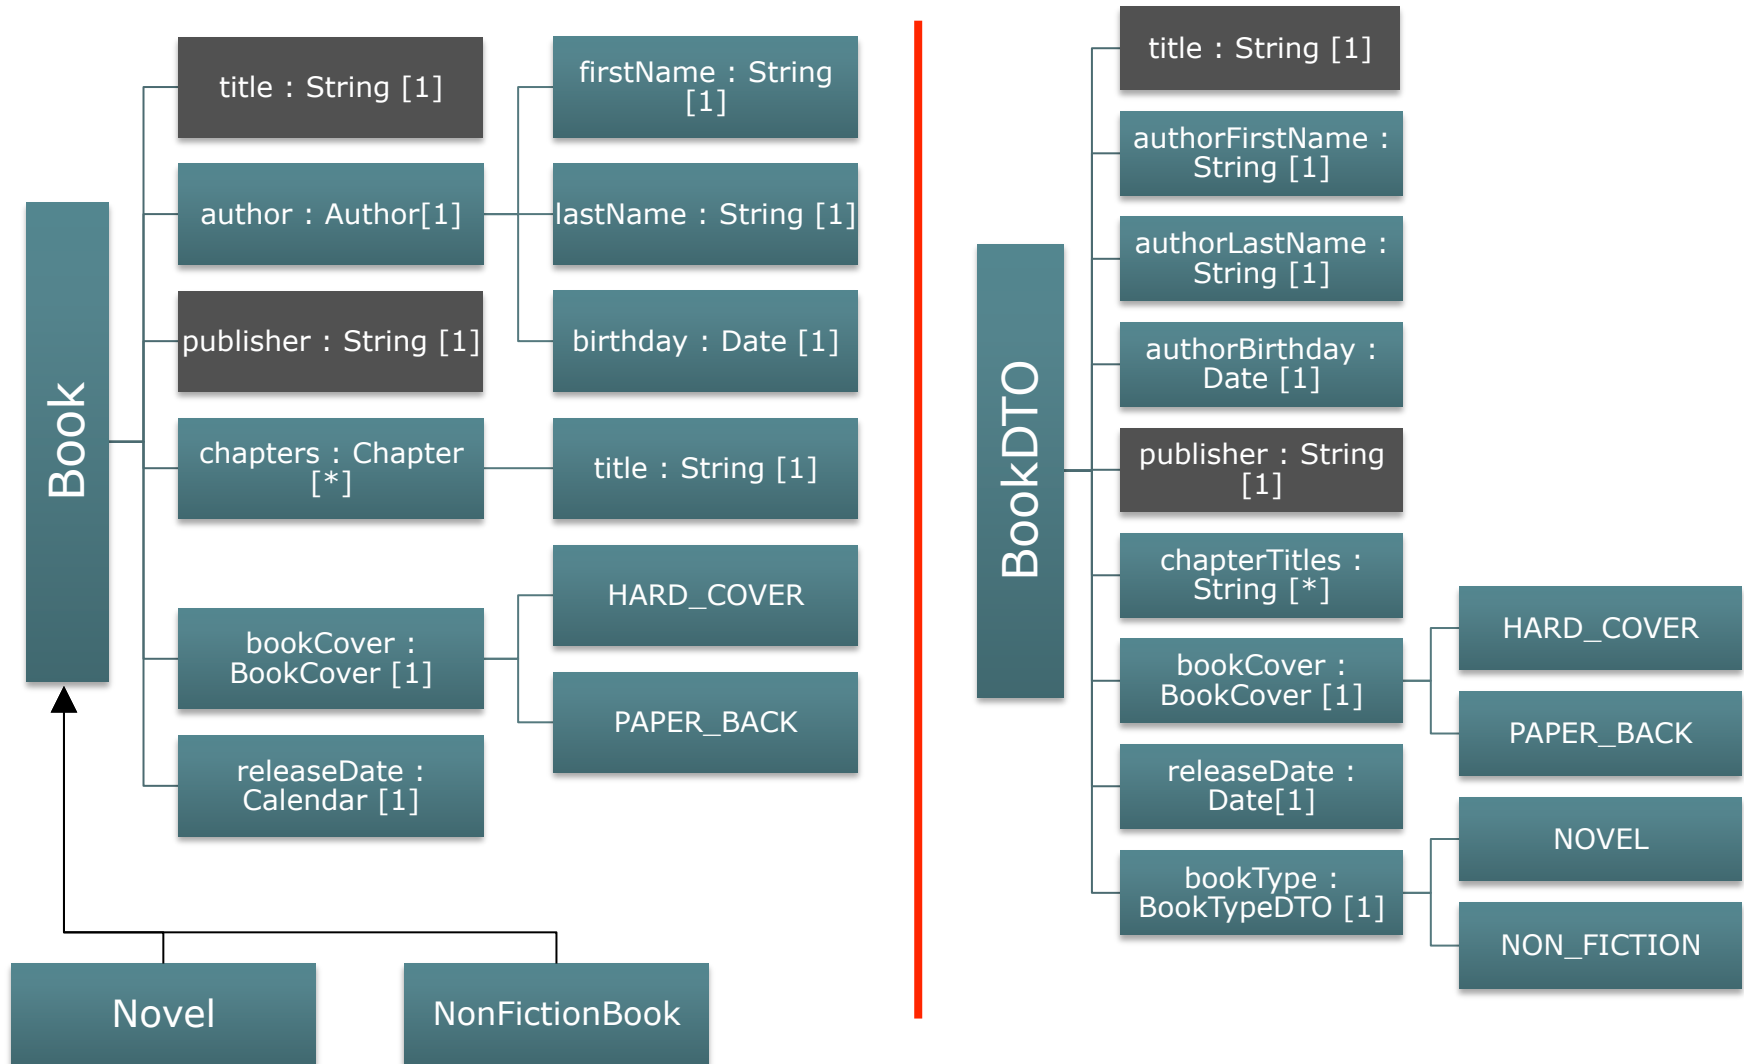 Book
title : String [1]
author : Author[1]
publisher : String [1]
chapters : Chapter
[*]
bookCover :
BookCover [1]
releaseDate :
Calendar [1]
firstName : String
[1]
lastName : String [1]
birthday : Date [1]
title : String [1]
HARD_COVER
PAPER_BACK
Novel
NonFictionBook
BookDTO
title : String [1]
authorFirstName :
String [1]
authorLastName :
String [1]
authorBirthday :
Date [1]
publisher : String
[1]
chapterTitles :
String [*]
bookCover :
BookCover [1]
releaseDate :
Date[1]
bookType :
BookTypeDTO [1]
HARD_COVER
PAPER_BACK
NOVEL
NON_FICTION